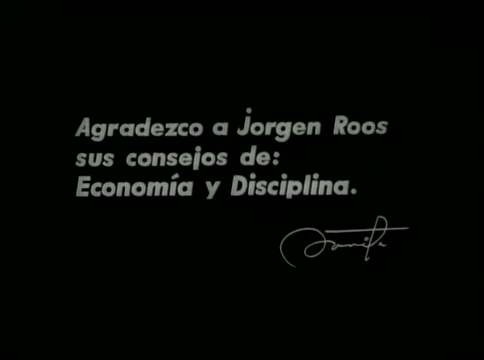 Agradezco a jorgen Roos
sus consejos de:
Economía y Disciplina.